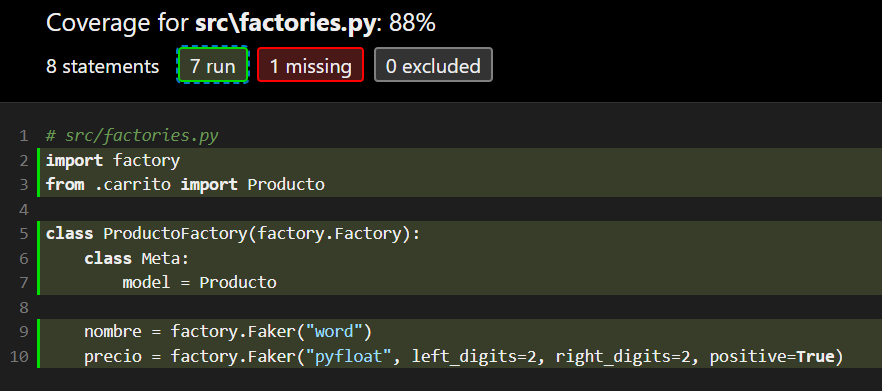 Coverage for src\factories.py: 88%
8 statements 7 run 1 missing 0 excluded
1 # src/factories.py
2 import factory
3 from .carrito import Producto
4
5 class ProductoFactory(factory.Factory):
6     class Meta:
7         model = Producto
8
9     nombre = factory.Faker("word")
10     precio = factory.Faker("pyfloat", left_digits=2, right_digits=2, positive=True)